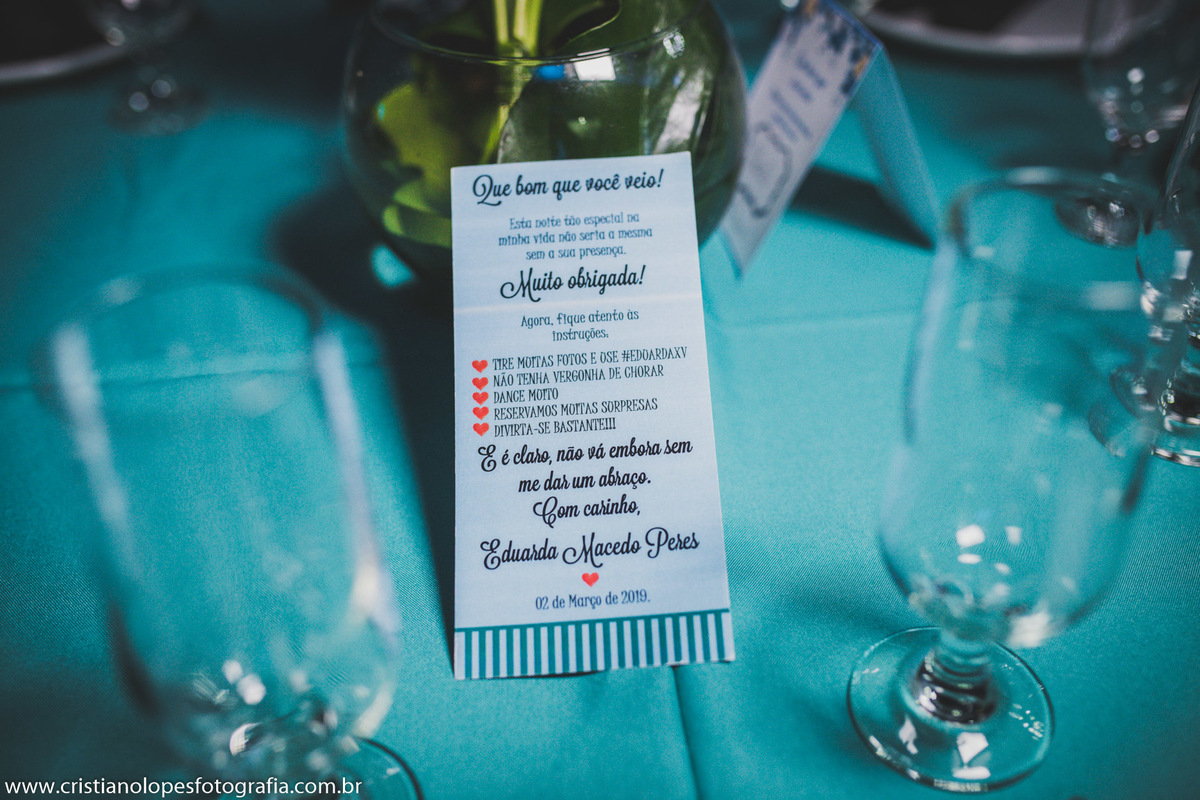 Que bom que você veio!
Esta noite tão especial na
minha vida não seria a mesma
sem a sua presença.
Muito obrigada!
Agora, fique atento às
instruções.
TIRE MUITAS FOTOS E USE #EDUARDAXV
NÃO TENHA VERGONHA DE CHORAR
DANCE MUITO
RESERVAMOS MUITAS SURPRESAS
DIVIRTA-SE BASTANTE!!!
E é claro, não vá embora sem
me dar um abraço.
Com carinho,
Eduarda Macedo Peres
02 de Março de 2019.
www.cristianolopesfotografia.com.br